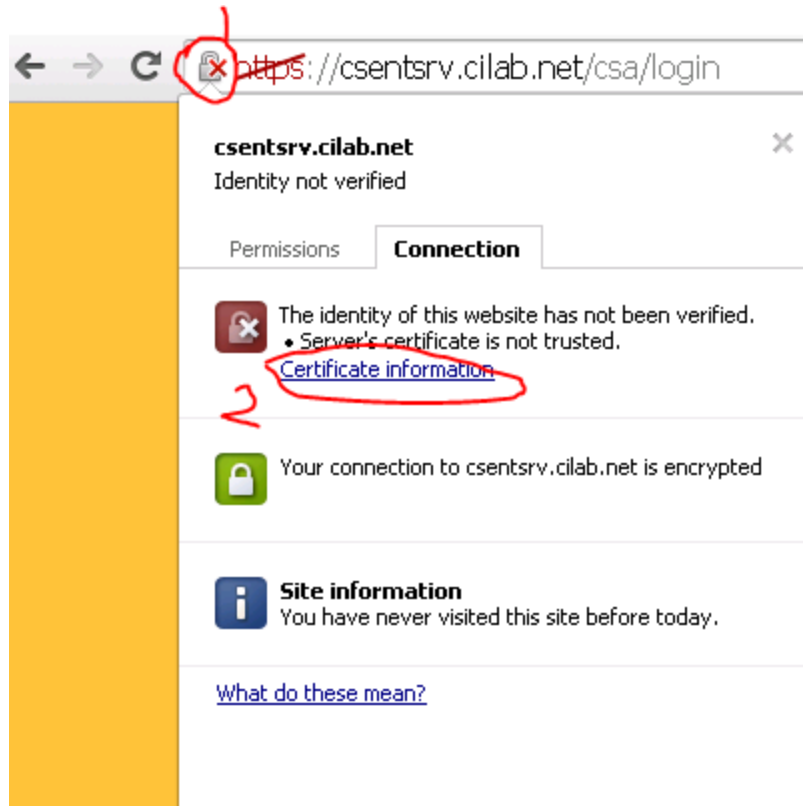 1
https://csentsrv.cilab.net/csa/login
csentsrv.cilab.net
Identity not verified
Permissions Connection
The identity of this website has not been verified.
• Server's certificate is not trusted.
Certificate information
2
Your connection to csentsrv.cilab.net is encrypted
Site information
You have never visited this site before today.
What do these mean?